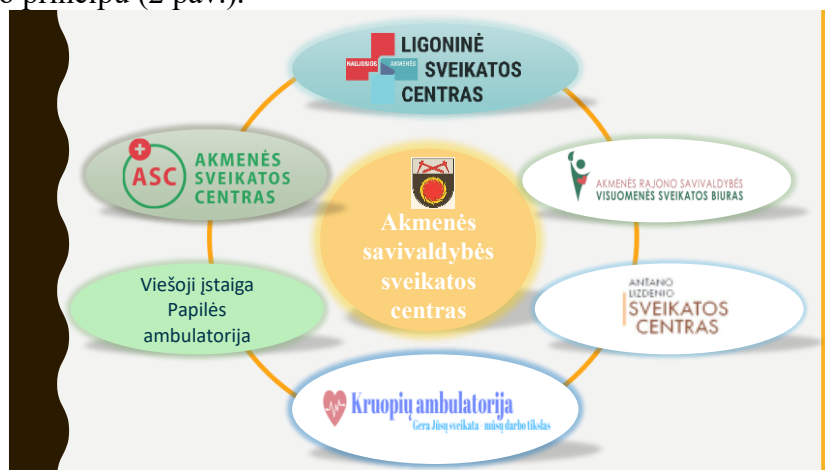 o principu (2 pav.).
LIGONINĖ
NAUJOSIOS AKMENĖS
SVEIKATOS
CENTRAS
ASC
AKMENĖS
SVEIKATOS
CENTRAS
AKMENĖS RAJONO SAVIVALDYBĖS
VISUOMENĖS SVEIKATOS BIURAS
Akmenės
savivaldybės
sveikatos
centras
Viešoji įstaiga
Papilės
ambulatorija
ANTANO
LIZDENIO
SVEIKATOS
CENTRAS
Kruopių ambulatorija
Gera Jūsų sveikata - mūsų darbo tikslas